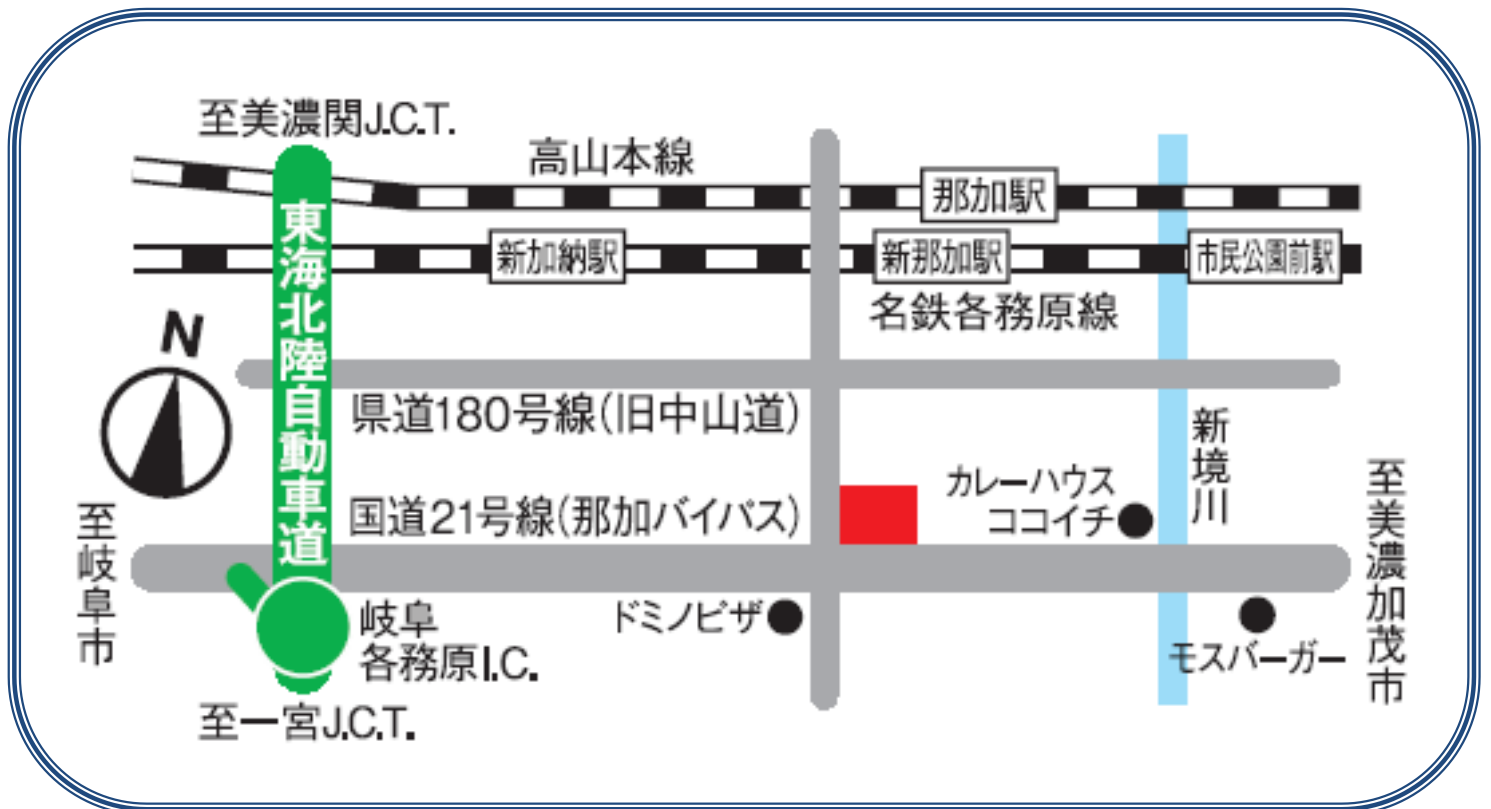 至美濃関J.C.T.
高山本線
那加駅
東海北陸自動車道
新加納駅
新那加駅
市民公園前駅
名鉄各務原線
N
県道180号線(旧中山道)
新境川
カレーハウス
ココイチ
国道21号線(那加バイパス)
至岐阜市
至美濃加茂市
ドミノピザ
岐阜
各務原I.C.
モスバーガー
至一宮J.C.T.